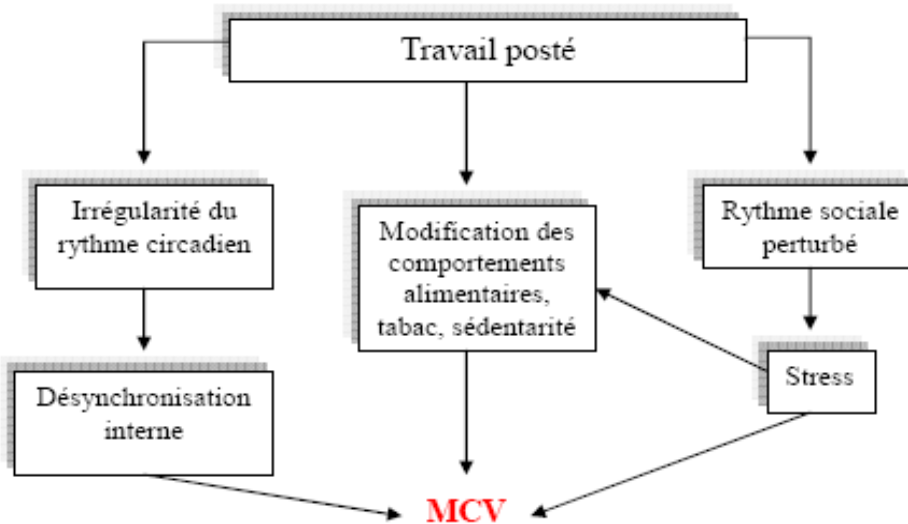 Travail posté
Irrégularité du
rythme circadien
Modification des
comportements
alimentaires,
tabac, sédentarité
Rythme sociale
perturbé
Désynchronisation
interne
Stress
MCV